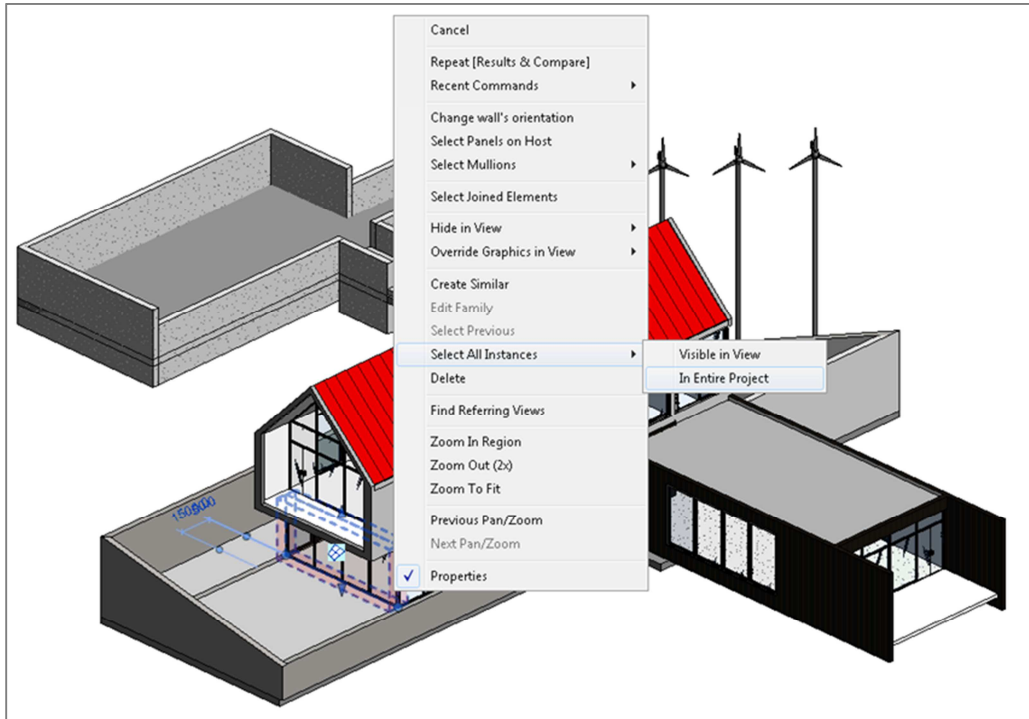 Cancel
Repeat [Results & Compare]
Recent Commands
Change wall's orientation
Select Panels on Host
Select Mullions
Select Joined Elements
Hide in View
Override Graphics in View
Create Similar
Edit Family
Select Previous
Select All Instances
Visible in View
In Entire Project
Delete
Find Referring Views
Zoom In Region
Zoom Out (2x)
Zoom To Fit
Previous Pan/Zoom
Next Pan/Zoom
Properties